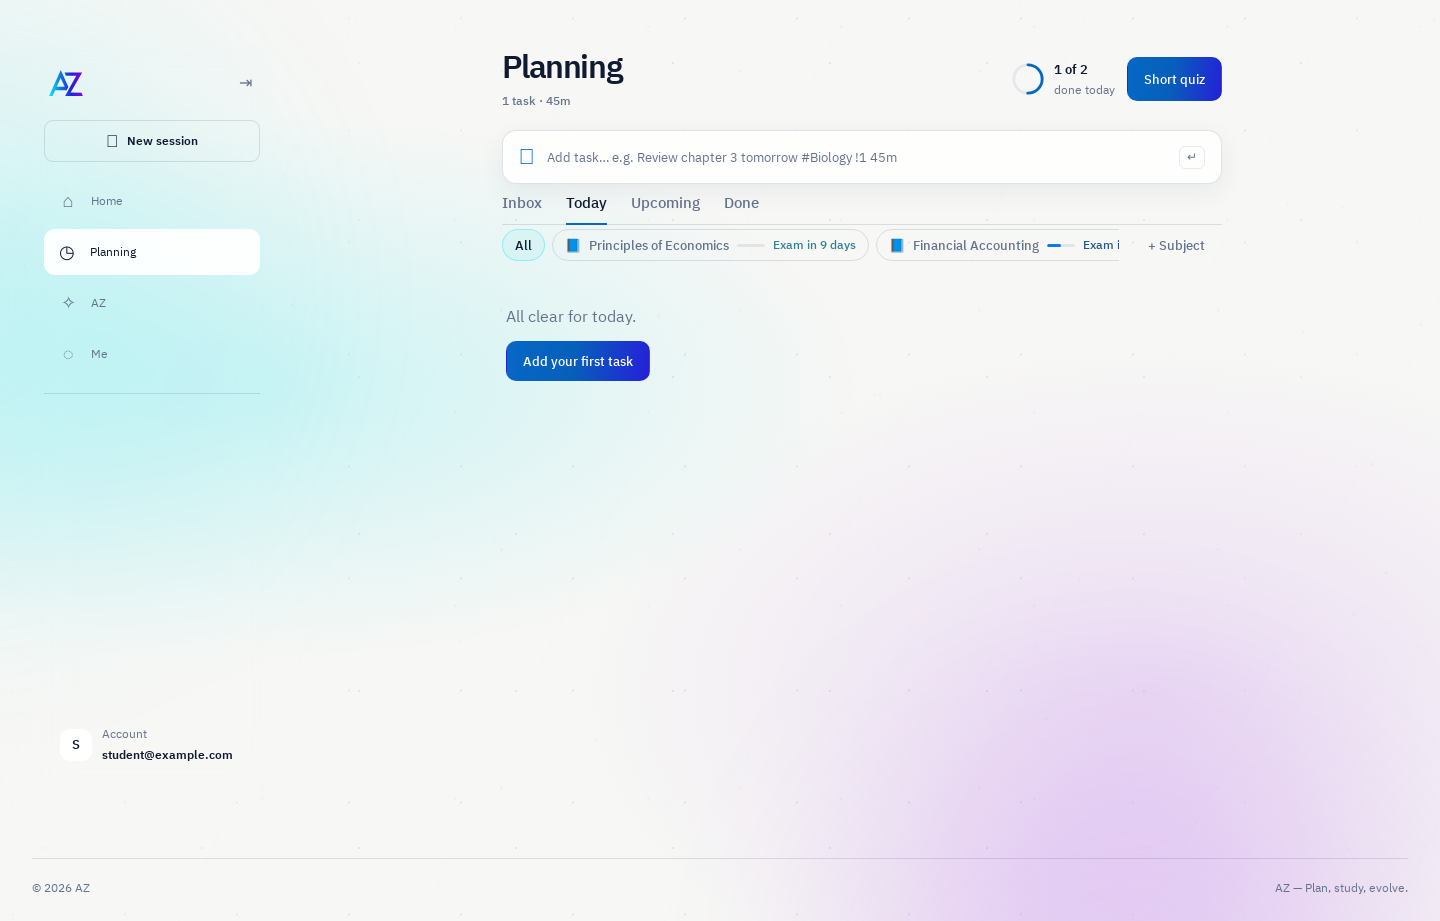 AZ
New session
Home
Planning
AZ
Me
Account
S
student@example.com
Planning
1 task · 45m
1 of 2
done today
Short quiz
Add task... e.g. Review chapter 3 tomorrow #Biology !1 45m
Inbox Today Upcoming Done
All Principles of Economics Exam in 9 days Financial Accounting Exam i + Subject
All clear for today.
Add your first task
© 2026 AZ
AZ — Plan, study, evolve.